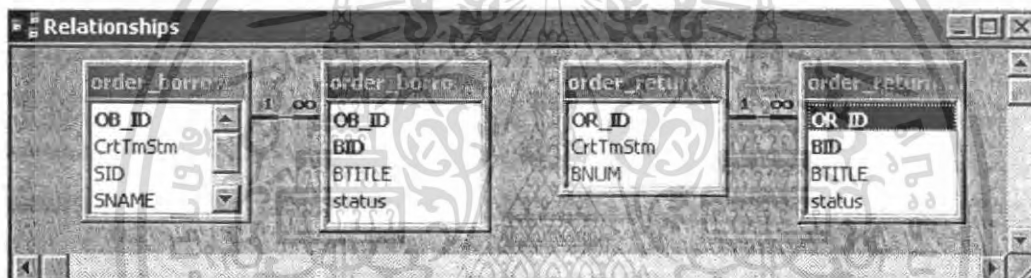 Relationships
order_borro...
OB_ID
CrtTmStm
SID
SNAME
1 ∞
order_borro...
OB_ID
BID
BTITLE
status
order_return
OR_ID
CrtTmStm
BNUM
1 ∞
order_return...
OR_ID
BID
BTITLE
status